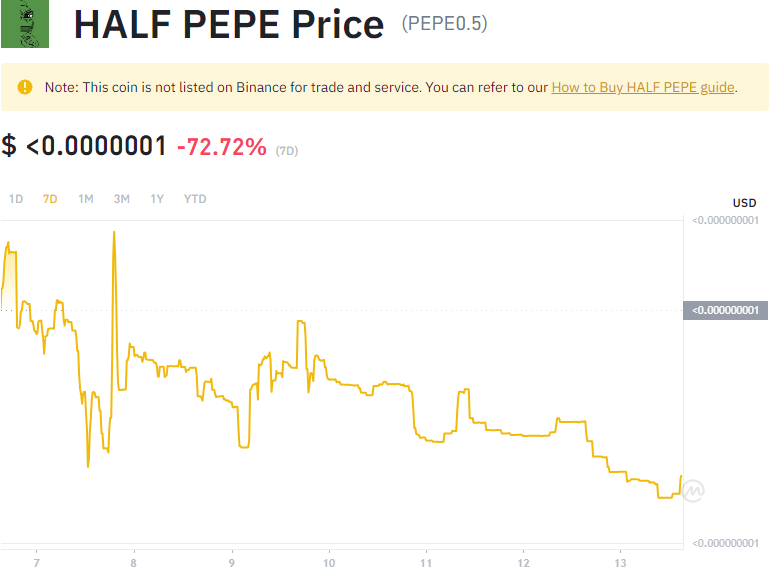 HALF PEPE Price (PEPE0.5)
Note: This coin is not listed on Binance for trade and service. You can refer to our How to Buy HALF PEPE guide.
$ <0.0000001 -72.72% (7D)
1D 7D 1M 3M 1Y YTD
USD
<0.000000001
<0.000000001
<0.000000001
7 8 9 10 11 12 13